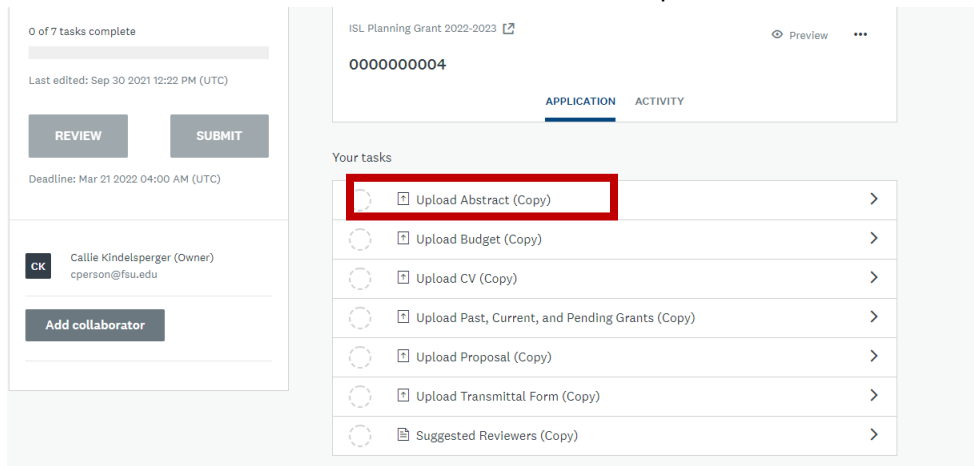 0 of 7 tasks complete
Last edited: Sep 30 2021 12:22 PM (UTC)
REVIEW
SUBMIT
Deadline: Mar 21 2022 04:00 AM (UTC)
CK
Callie Kindelsperger (Owner)
cperson@fsu.edu
Add collaborator
ISL Planning Grant 2022-2023
Preview
0000000004
APPLICATION
ACTIVITY
Your tasks
Upload Abstract (Copy)
Upload Budget (Copy)
Upload CV (Copy)
Upload Past, Current, and Pending Grants (Copy)
Upload Proposal (Copy)
Upload Transmittal Form (Copy)
Suggested Reviewers (Copy)